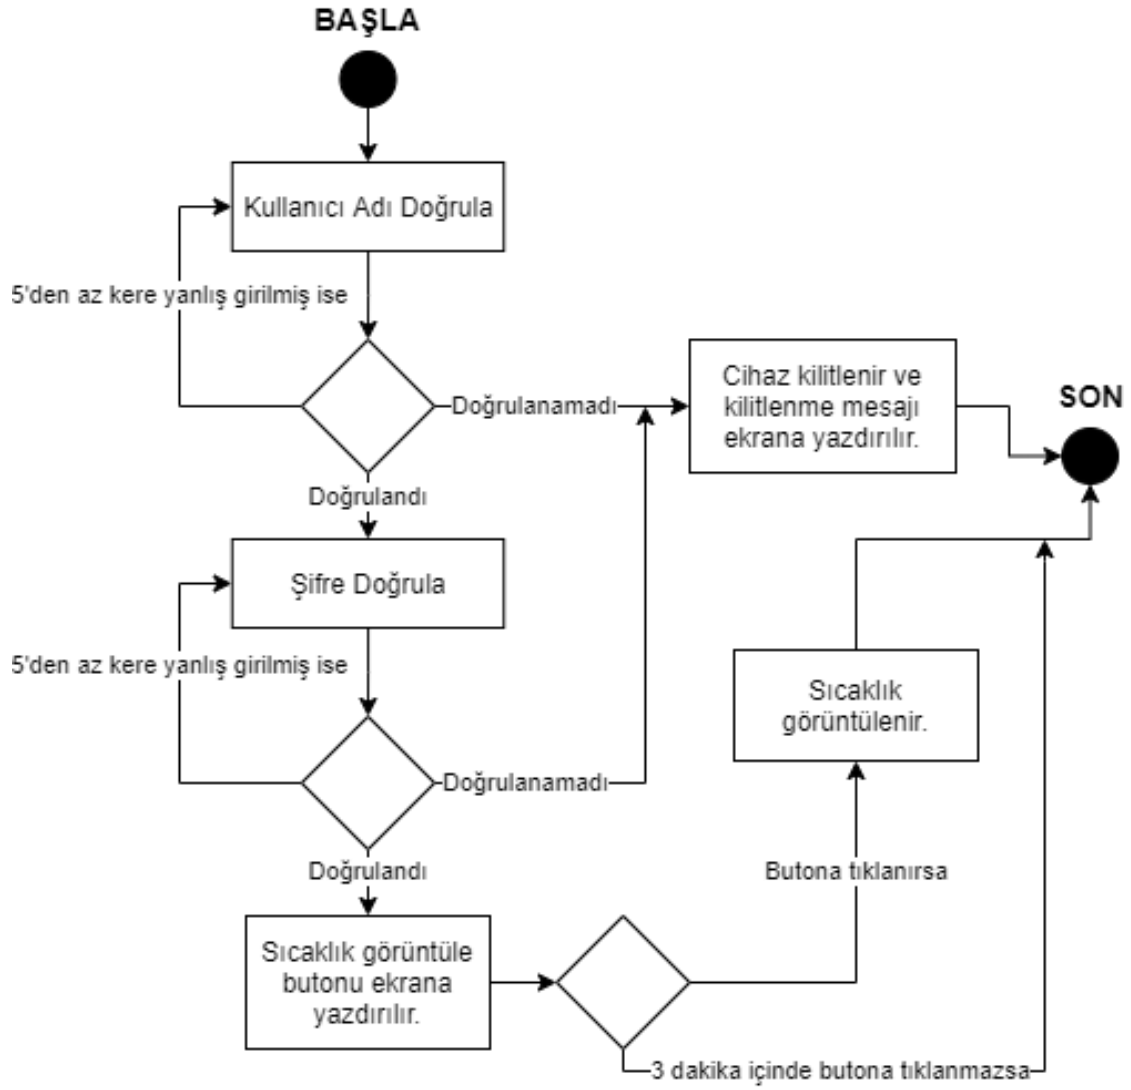 BAŞLA
Kullanıcı Adı Doğrula
5'den az kere yanlış girilmiş ise
Doğrulanamadı
Cihaz kilitlenir ve
kilitlenme mesajı
ekrana yazdırılır.
SON
Doğrulandı
Şifre Doğrula
5'den az kere yanlış girilmiş ise
Sıcaklık
görüntülenir.
Doğrulanamadı
Doğrulandı
Butona tıklanırsa
Sıcaklık görüntüle
butonu ekrana
yazdırılır.
3 dakika içinde butona tıklanmazsa